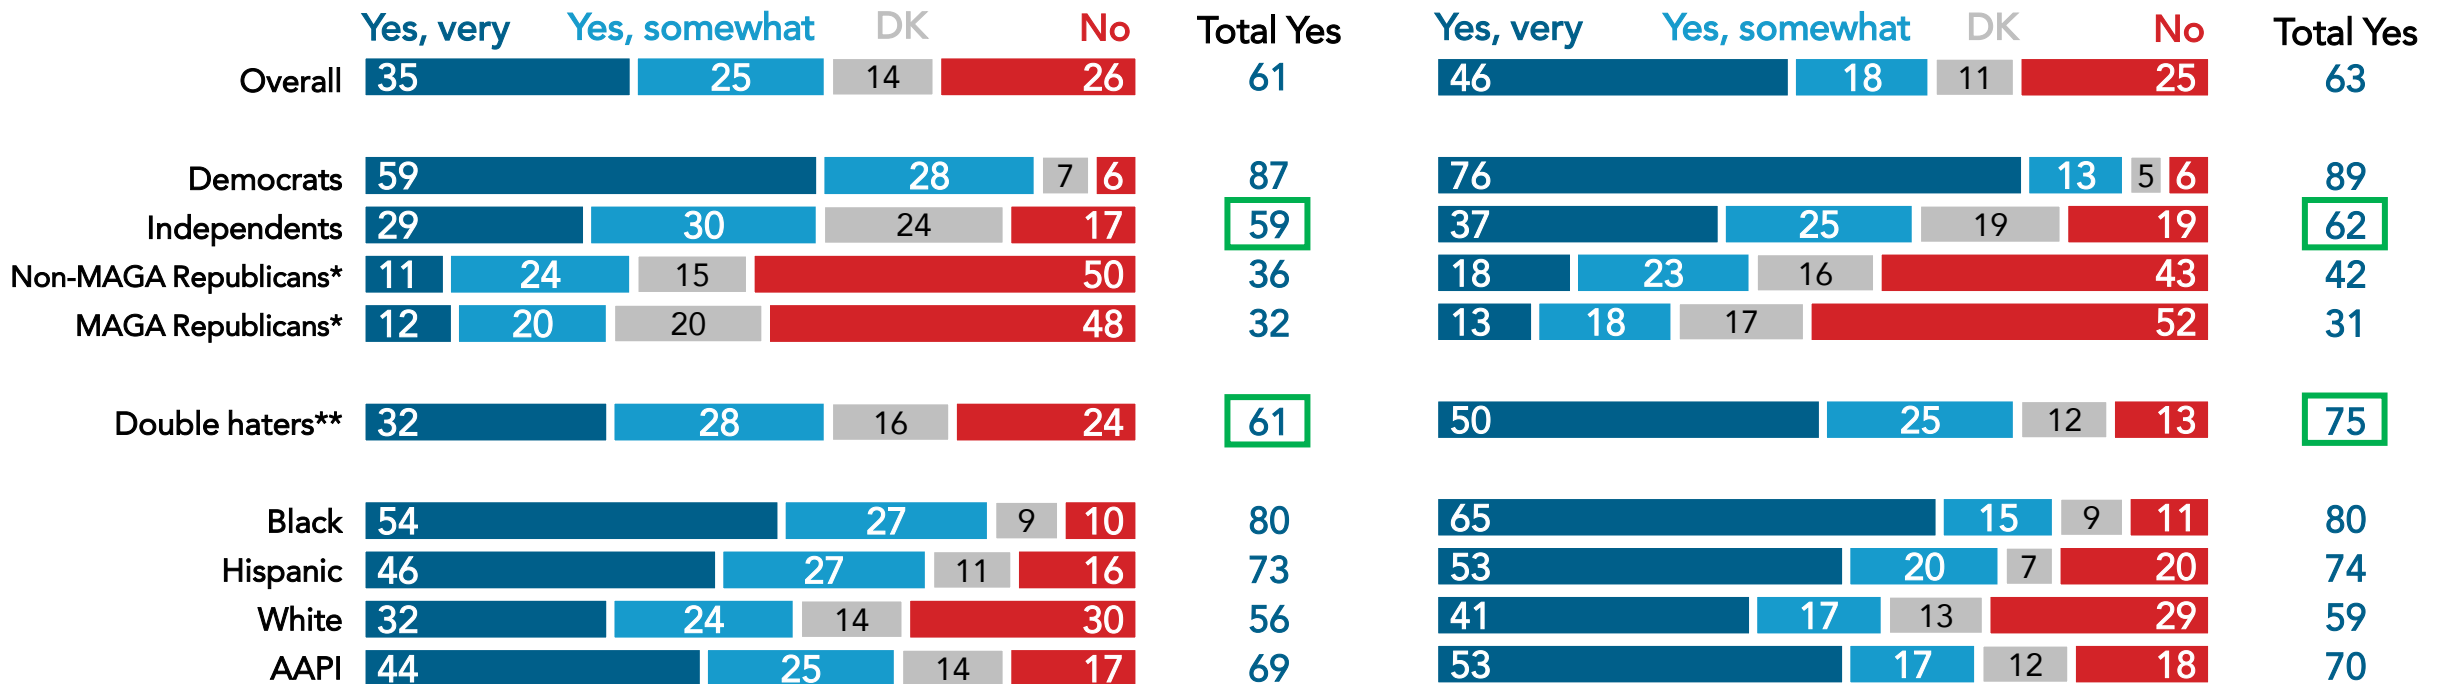 Yes, very Yes, somewhat DK No Total Yes Yes, very Yes, somewhat DK No Total Yes
Overall 35 25 14 26 61 46 18 11 25 63
Democrats 59 28 7 6 87 76 13 5 6 89
Independents 29 30 24 17 59 37 25 19 19 62
Non-MAGA Republicans* 11 24 15 50 36 18 23 16 43 42
MAGA Republicans* 12 20 20 48 32 13 18 17 52 31
Double haters** 32 28 16 24 61 50 25 12 13 75
Black 54 27 9 10 80 65 15 9 11 80
Hispanic 46 27 11 16 73 53 20 7 20 74
White 32 24 14 30 56 41 17 13 29 59
AAPI 44 25 14 17 69 53 17 12 18 70